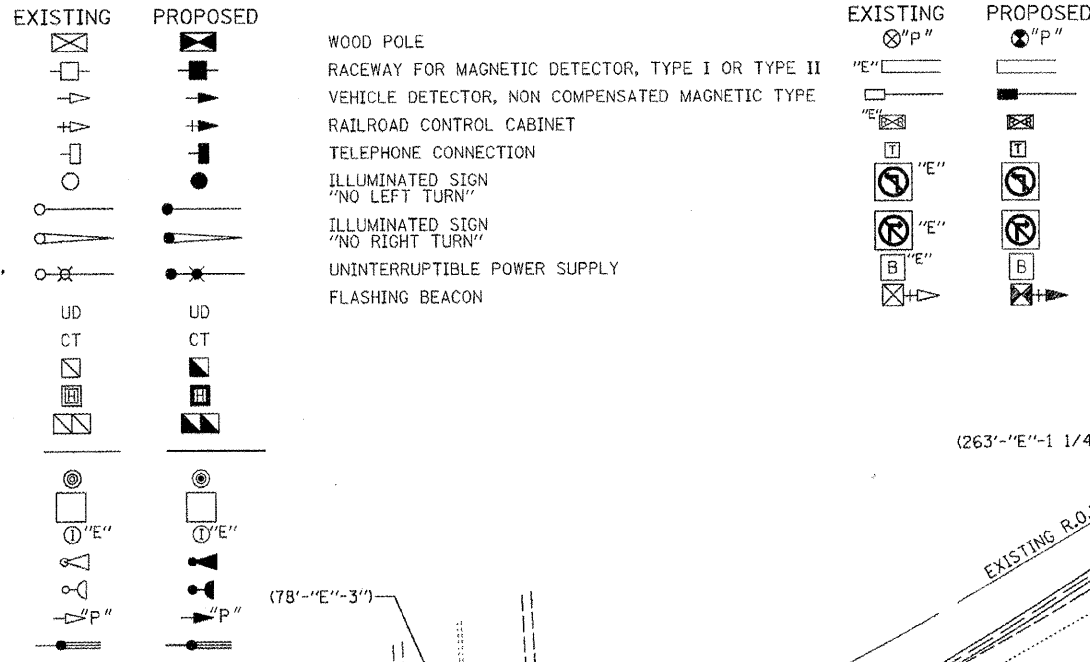 EXISTING PROPOSED
EXISTING PROPOSED
WOOD POLE
"P" "P"
RACEWAY FOR MAGNETIC DETECTOR, TYPE I OR TYPE II
"E"
VEHICLE DETECTOR, NON COMPENSATED MAGNETIC TYPE
RAILROAD CONTROL CABINET
"E"
TELEPHONE CONNECTION
T T
ILLUMINATED SIGN
"NO LEFT TURN"
"E"
ILLUMINATED SIGN
"NO RIGHT TURN"
"E"
UNINTERRUPTIBLE POWER SUPPLY
B "E" B
FLASHING BEACON
UD UD
CT CT
H H
I "E" I "E"
"P" "P"
(78'-"E"-3")
(263'-"E"-1 1/4
EXISTING R.O.